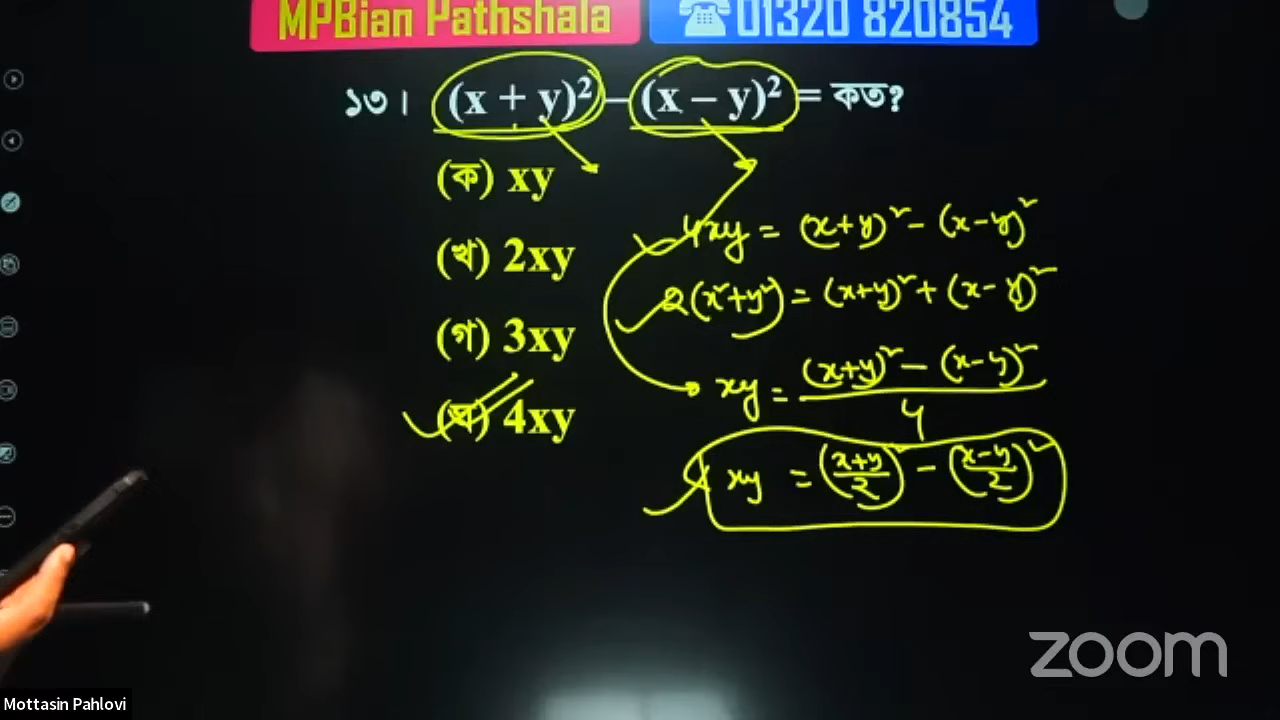 MPBian Pathshala ☎01320 820854
১৩। (x + y)² – (x – y)² = কত?
(ক) xy
(খ) 2xy
(গ) 3xy
(ঘ) 4xy
4xy = (x+y)² - (x-y)²
2(x²+y²) = (x+y)² + (x-y)²
xy = (x+y)² - (x-y)² / 4
xy = (x+y/2)² - (x-y/2)²
zoom
Mottasin Pahlovi